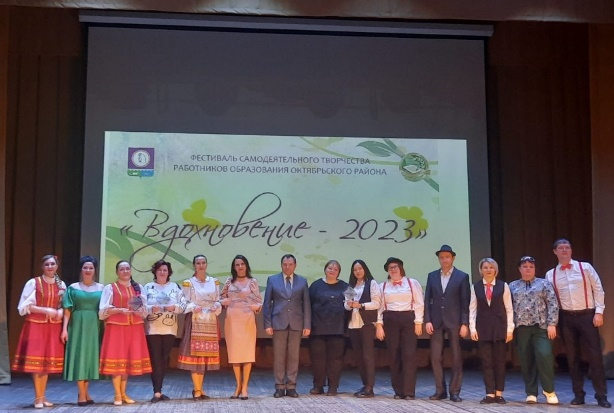 ФЕСТИВАЛЬ САМОДЕЯТЕЛЬНОГО ТВОРЧЕСТВА
РАБОТНИКОВ ОБРАЗОВАНИЯ ОКТЯБРЬСКОГО РАЙОНА
«Вдохновение - 2023»